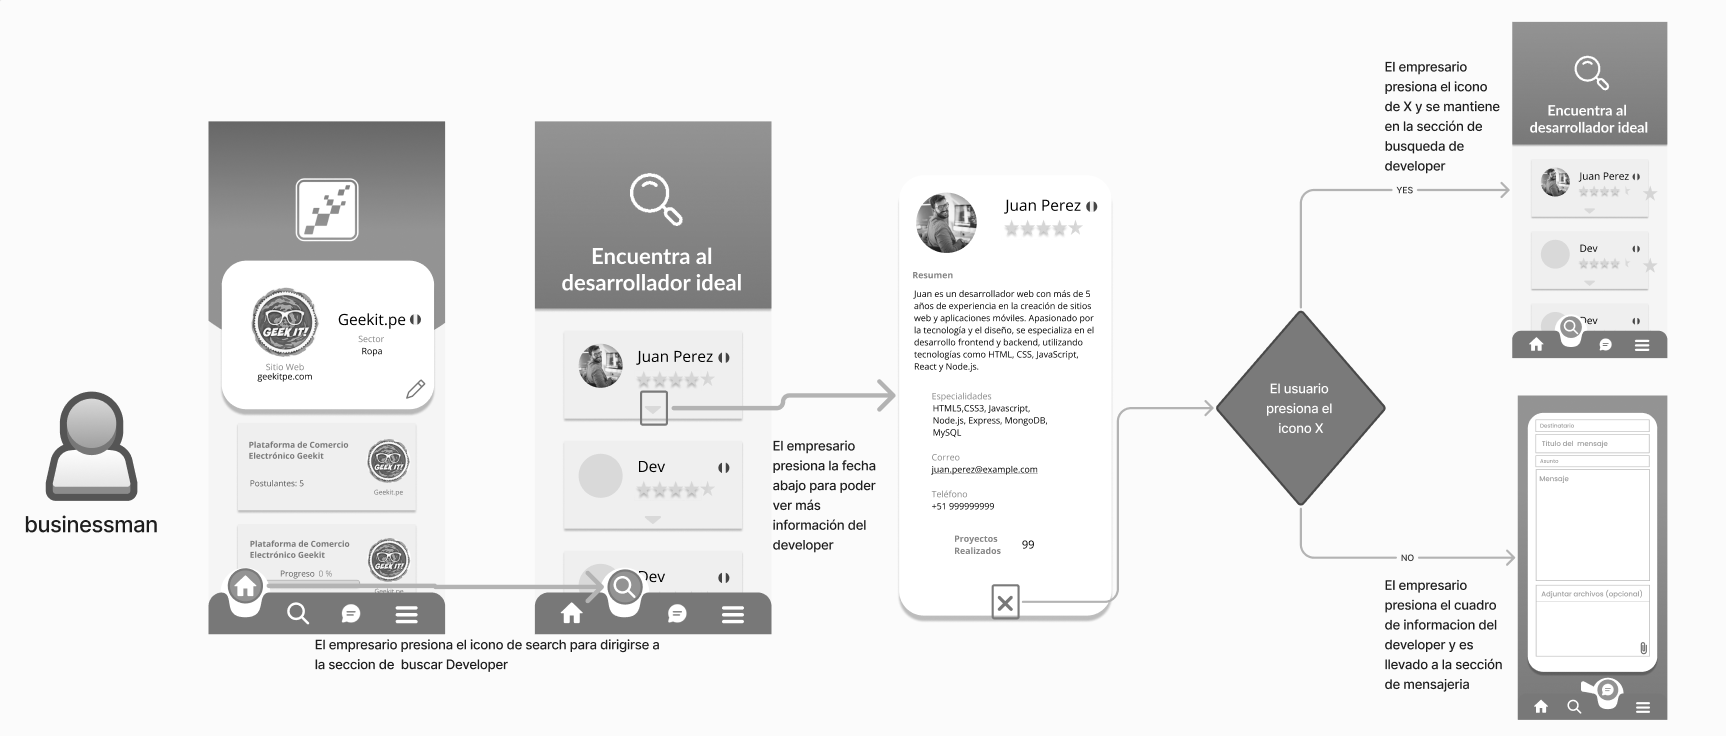 businessman
GEEK IT!
Geekit.pe
Sector
Ropa
Sitio Web
geekitpe.com
Plataforma de Comercio
Electrónico Geekit
Postulantes: 5
GEEK IT!
Geekit.pe
Plataforma de Comercio
Electrónico Geekit
Progreso 0 %
GEEK IT!
Geekit.pe
El empresario presiona el icono de search para dirigirse a
la seccion de buscar Developer
Encuentra al
desarrollador ideal
Juan Perez
Dev
Dev
El empresario
presiona la fecha
abajo para poder
ver más
información del
developer
Juan Perez
Resumen
Juan es un desarrollador web con más de 5
años de experiencia en la creación de sitios
web y aplicaciones móviles. Apasionado por
la tecnología y el diseño, se especializa en el
desarrollo frontend y backend, utilizando
tecnologías como HTML, CSS, JavaScript,
React y Node.js.
Especialidades
HTML5,CSS3, Javascript,
Node.js, Express, MongoDB,
MySQL
Correo
juan.perez@example.com
Teléfono
+51 999999999
Proyectos
Realizados
99
El usuario
presiona el
icono X
YES
El empresario
presiona el icono
de X y se mantiene
en la sección de
busqueda de
developer
Encuentra al
desarrollador ideal
Juan Perez
Dev
Dev
NO
El empresario
presiona el cuadro
de informacion del
developer y es
llevado a la sección
de mensajeria
Destinatario
Título del mensaje
Asunto
Mensaje
Adjuntar archivos (opcional)